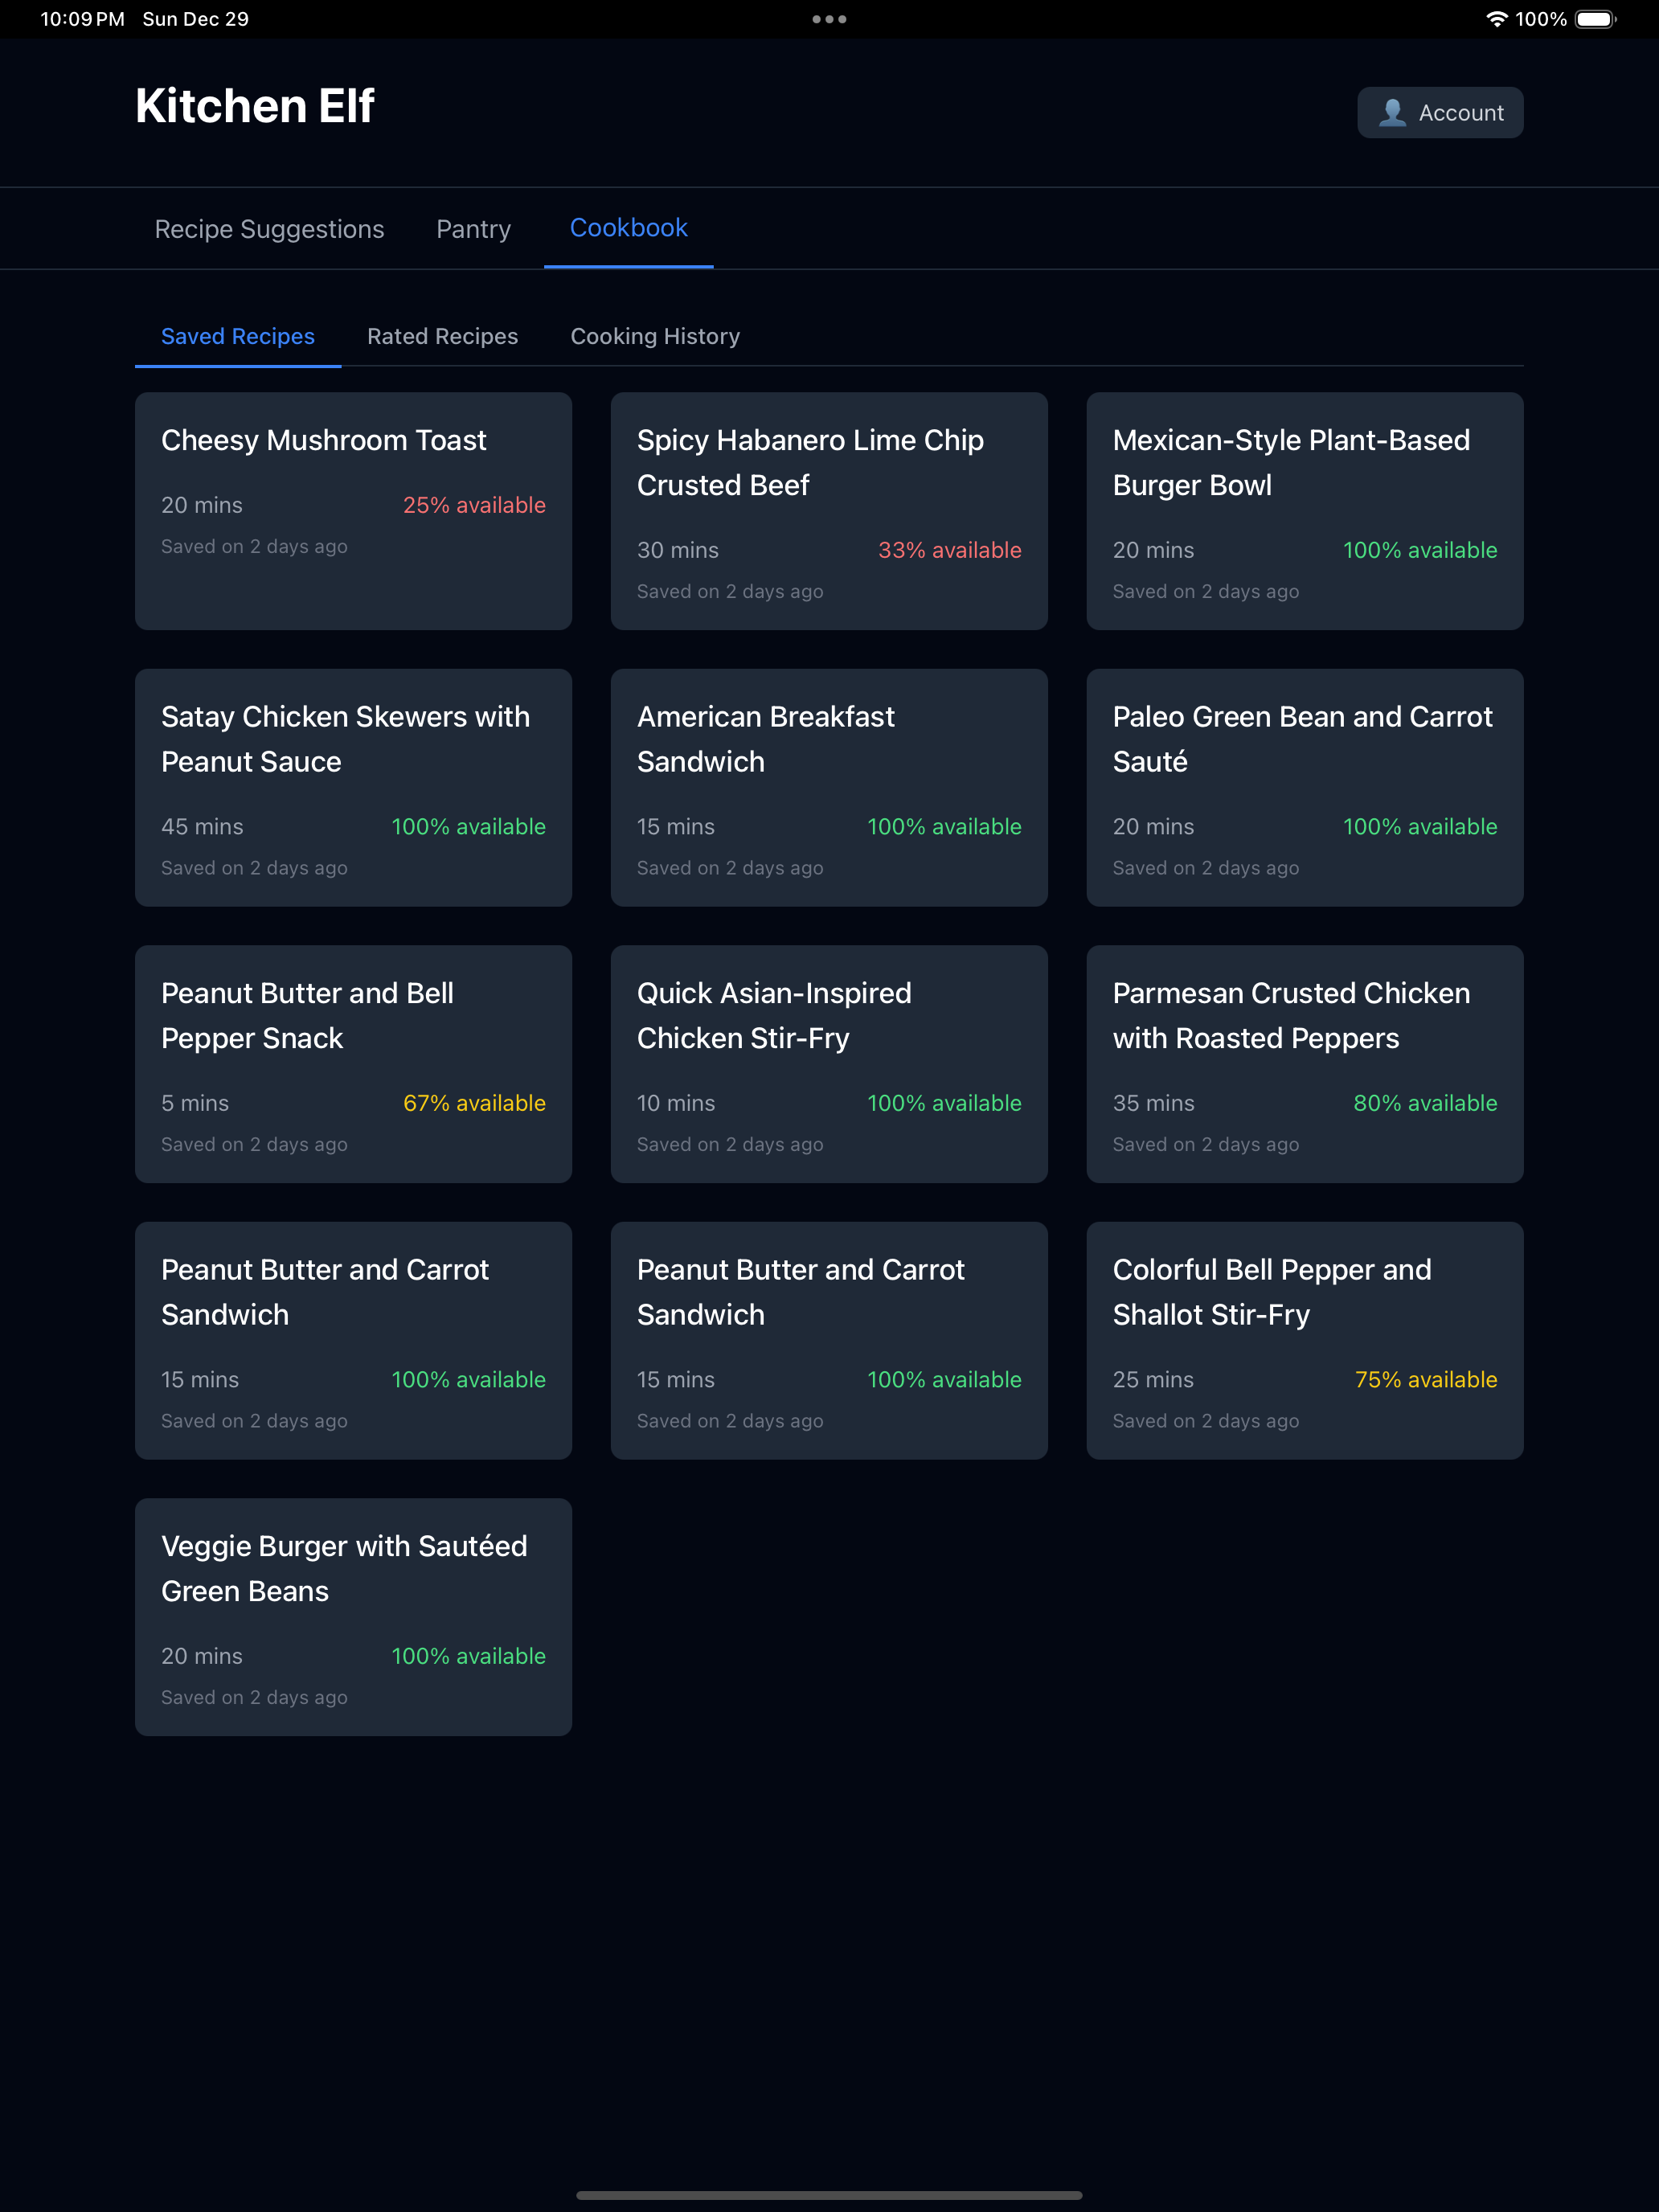 10:09 PM Sun Dec 29
100%
Kitchen Elf
Account
Recipe Suggestions Pantry Cookbook
Saved Recipes Rated Recipes Cooking History
Cheesy Mushroom Toast
20 mins 25% available
Saved on 2 days ago
Spicy Habanero Lime Chip
Crusted Beef
30 mins 33% available
Saved on 2 days ago
Mexican-Style Plant-Based
Burger Bowl
20 mins 100% available
Saved on 2 days ago
Satay Chicken Skewers with
Peanut Sauce
45 mins 100% available
Saved on 2 days ago
American Breakfast
Sandwich
15 mins 100% available
Saved on 2 days ago
Paleo Green Bean and Carrot
Sauté
20 mins 100% available
Saved on 2 days ago
Peanut Butter and Bell
Pepper Snack
5 mins 67% available
Saved on 2 days ago
Quick Asian-Inspired
Chicken Stir-Fry
10 mins 100% available
Saved on 2 days ago
Parmesan Crusted Chicken
with Roasted Peppers
35 mins 80% available
Saved on 2 days ago
Peanut Butter and Carrot
Sandwich
15 mins 100% available
Saved on 2 days ago
Peanut Butter and Carrot
Sandwich
15 mins 100% available
Saved on 2 days ago
Colorful Bell Pepper and
Shallot Stir-Fry
25 mins 75% available
Saved on 2 days ago
Veggie Burger with Sautéed
Green Beans
20 mins 100% available
Saved on 2 days ago